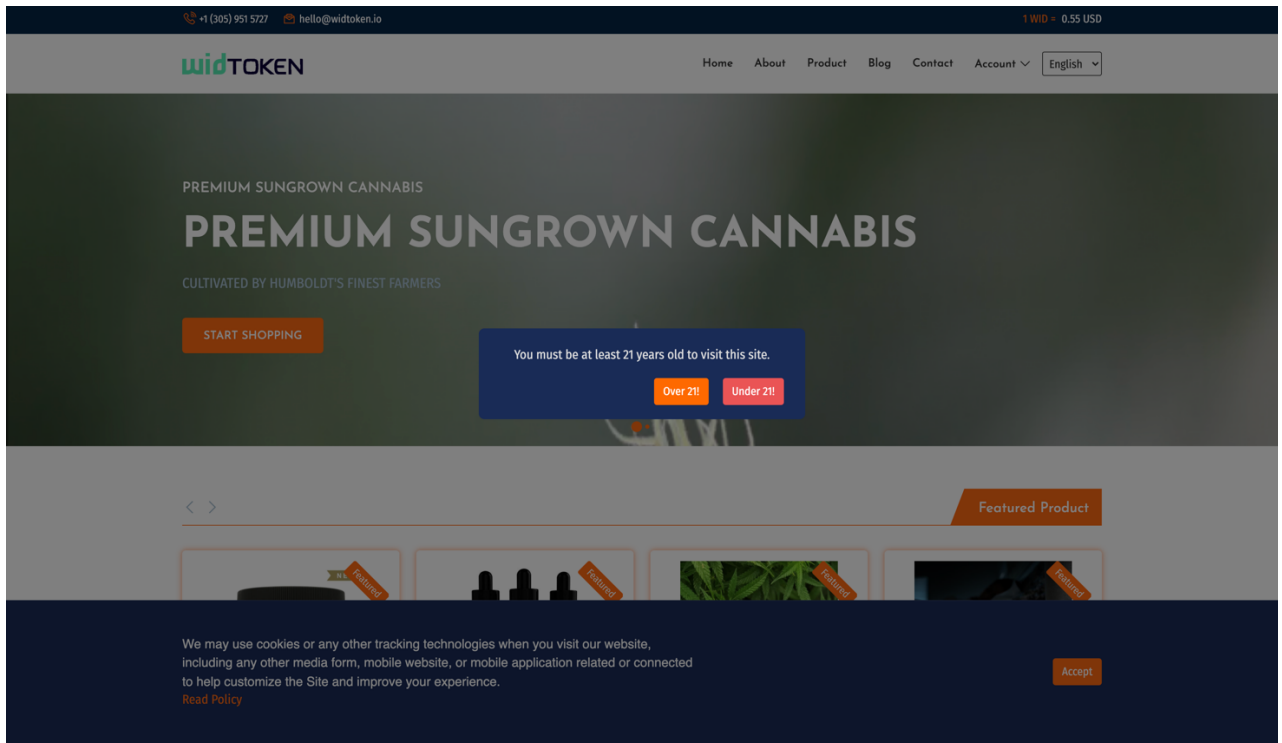 +1 (305) 951 5727 hello@widtoken.io 1 WID = 0.55 USD
widTOKEN Home About Product Blog Contact Account English
PREMIUM SUNGROWN CANNABIS
PREMIUM SUNGROWN CANNABIS
CULTIVATED BY HUMBOLDT'S FINEST FARMERS
START SHOPPING
You must be at least 21 years old to visit this site.
Over 21! Under 21!
Featured Product
Featured Featured Featured Featured
We may use cookies or any other tracking technologies when you visit our website,
including any other media form, mobile website, or mobile application related or connected
to help customize the Site and improve your experience.
Read Policy
Accept